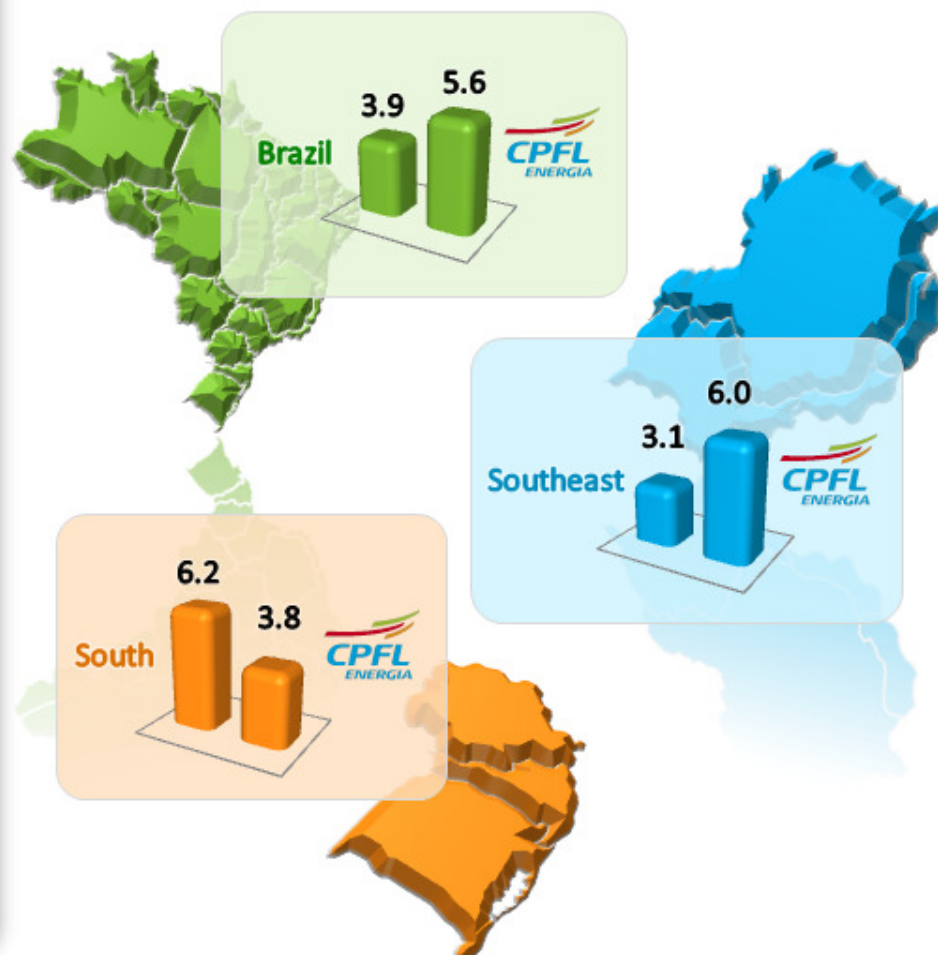 3.9 5.6
Brazil
CPFL
ENERGIA
3.1 6.0
Southeast
CPFL
ENERGIA
6.2 3.8
South
CPFL
ENERGIA